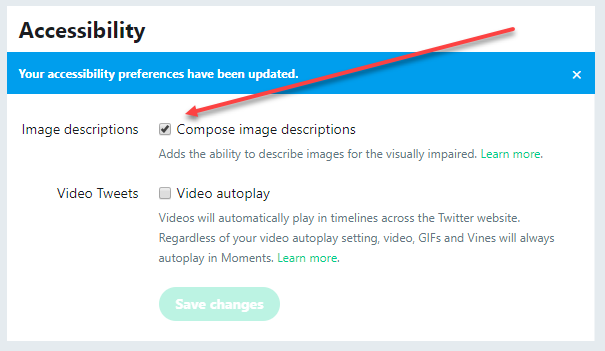 Accessibility
Your accessibility preferences have been updated. ×
Image descriptions Compose image descriptions
Adds the ability to describe images for the visually impaired. Learn more.
Video Tweets Video autoplay
Videos will automatically play in timelines across the Twitter website.
Regardless of your video autoplay setting, video, GIFs and Vines will always
autoplay in Moments. Learn more.
Save changes